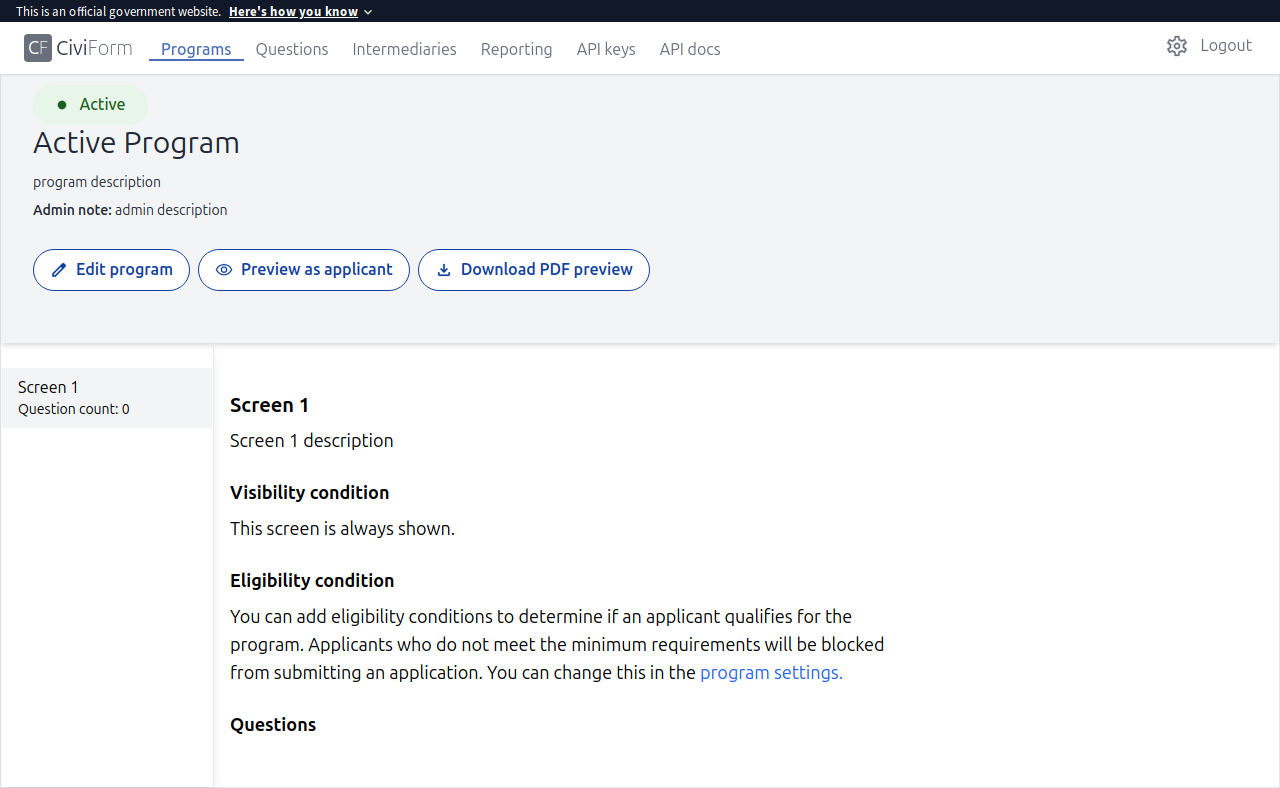 This is an official government website. Here's how you know
CF CiviForm Programs Questions Intermediaries Reporting API keys API docs Logout
Active
Active Program
program description
Admin note: admin description
Edit program Preview as applicant Download PDF preview
Screen 1
Question count: 0
Screen 1
Screen 1 description
Visibility condition
This screen is always shown.
Eligibility condition
You can add eligibility conditions to determine if an applicant qualifies for the
program. Applicants who do not meet the minimum requirements will be blocked
from submitting an application. You can change this in the program settings.
Questions